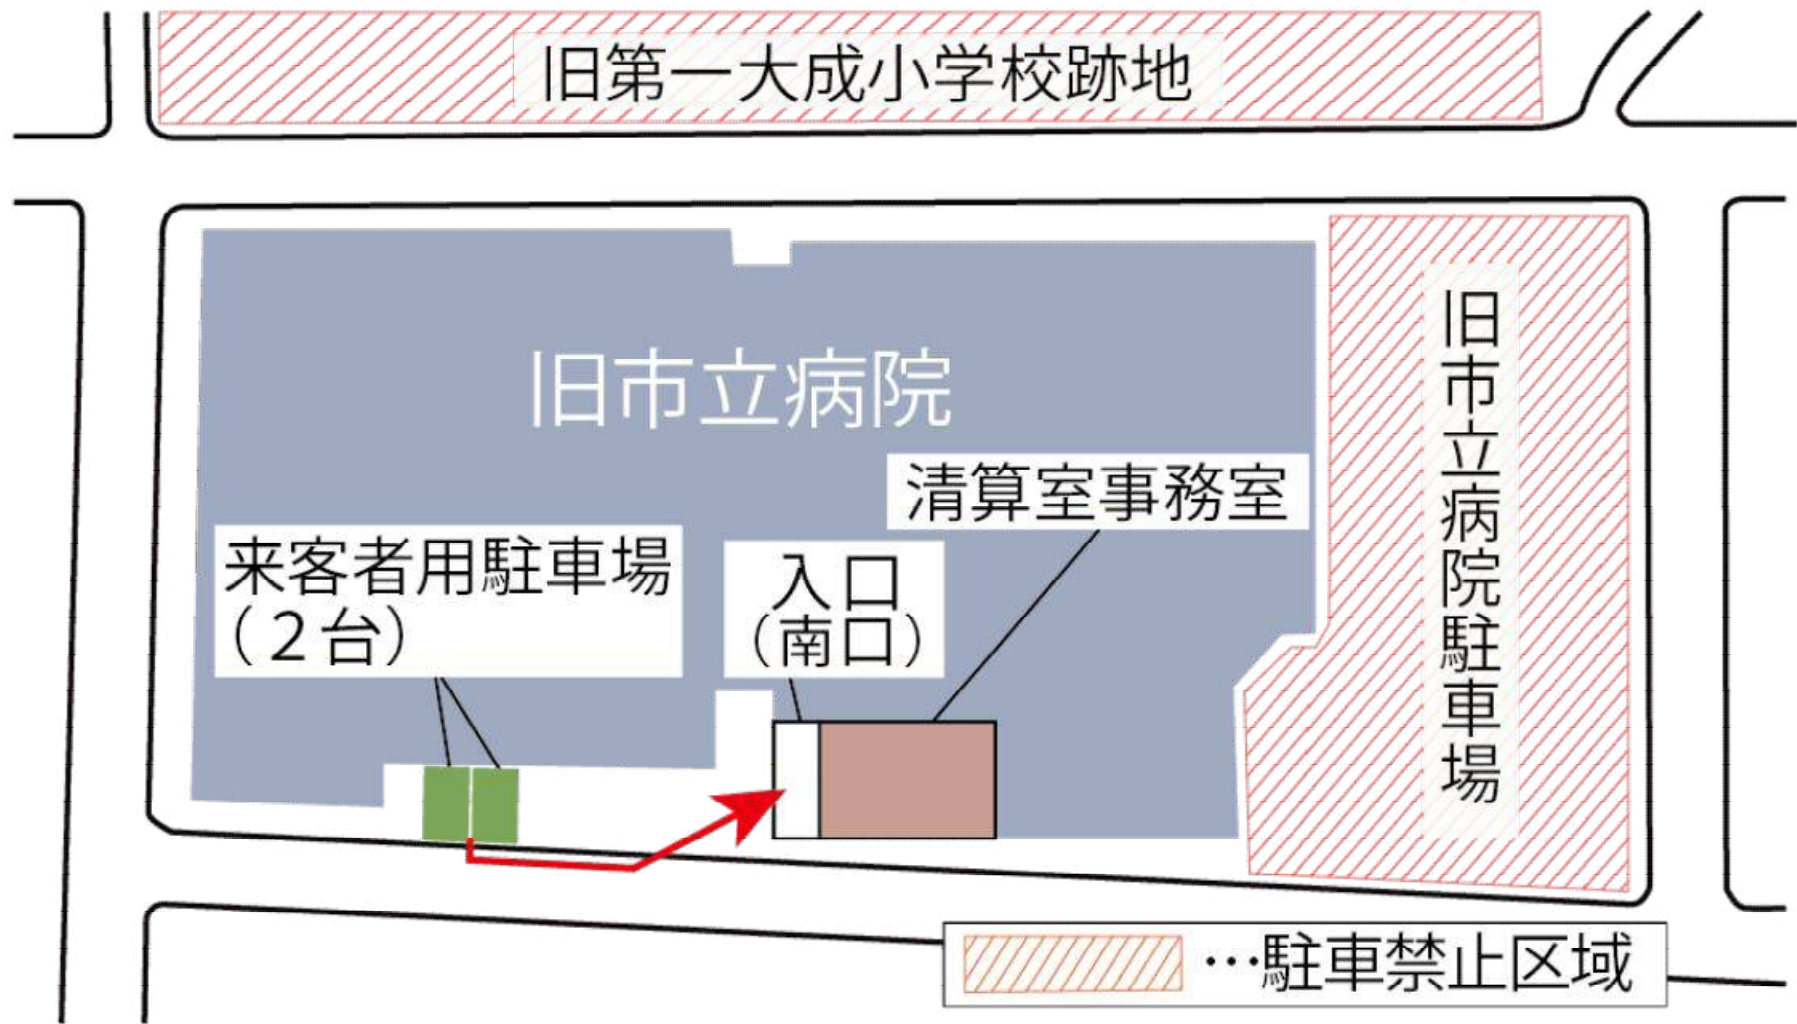 旧第一大成小学校跡地
旧市立病院
旧市立病院駐車場
清算室事務室
来客者用駐車場
（２台）
入口
（南口）
…駐車禁止区域